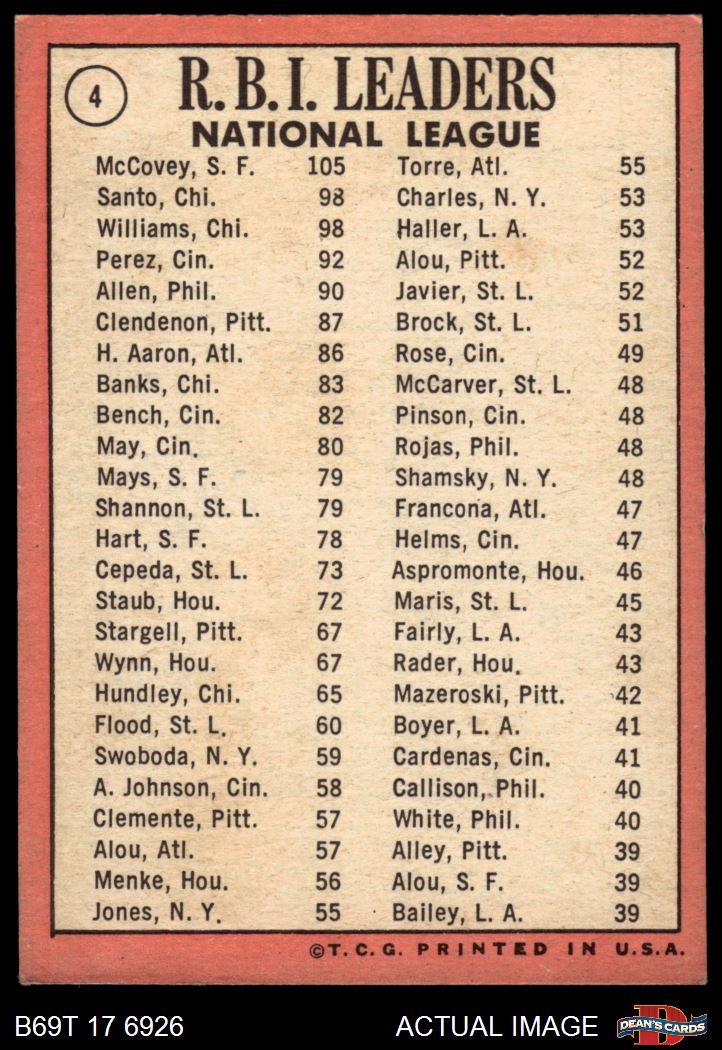 4
R.B.I. LEADERS
NATIONAL LEAGUE
McCovey, S. F. 105
Santo, Chi. 98
Williams, Chi. 98
Perez, Cin. 92
Allen, Phil. 90
Clendenon, Pitt. 87
H. Aaron, Atl. 86
Banks, Chi. 83
Bench, Cin. 82
May, Cin. 80
Mays, S. F. 79
Shannon, St. L. 79
Hart, S. F. 78
Cepeda, St. L. 73
Staub, Hou. 72
Stargell, Pitt. 67
Wynn, Hou. 67
Hundley, Chi. 65
Flood, St. L. 60
Swoboda, N. Y. 59
A. Johnson, Cin. 58
Clemente, Pitt. 57
Alou, Atl. 57
Menke, Hou. 56
Jones, N. Y. 55
Torre, Atl. 55
Charles, N. Y. 53
Haller, L. A. 53
Alou, Pitt. 52
Javier, St. L. 52
Brock, St. L. 51
Rose, Cin. 49
McCarver, St. L. 48
Pinson, Cin. 48
Rojas, Phil. 48
Shamsky, N. Y. 48
Francona, Atl. 47
Helms, Cin. 47
Aspromonte, Hou. 46
Maris, St. L. 45
Fairly, L. A. 43
Rader, Hou. 43
Mazeroski, Pitt. 42
Boyer, L. A. 41
Cardenas, Cin. 41
Callison, Phil. 40
White, Phil. 40
Alley, Pitt. 39
Alou, S. F. 39
Bailey, L. A. 39
©T. C. G. PRINTED IN U.S.A.
B69T 17 6926 ACTUAL IMAGE
D
DEAN'S CARDS